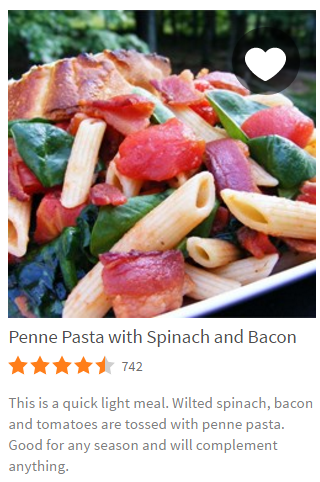 Penne Pasta with Spinach and Bacon
742
This is a quick light meal. Wilted spinach, bacon
and tomatoes are tossed with penne pasta.
Good for any season and will complement
anything.